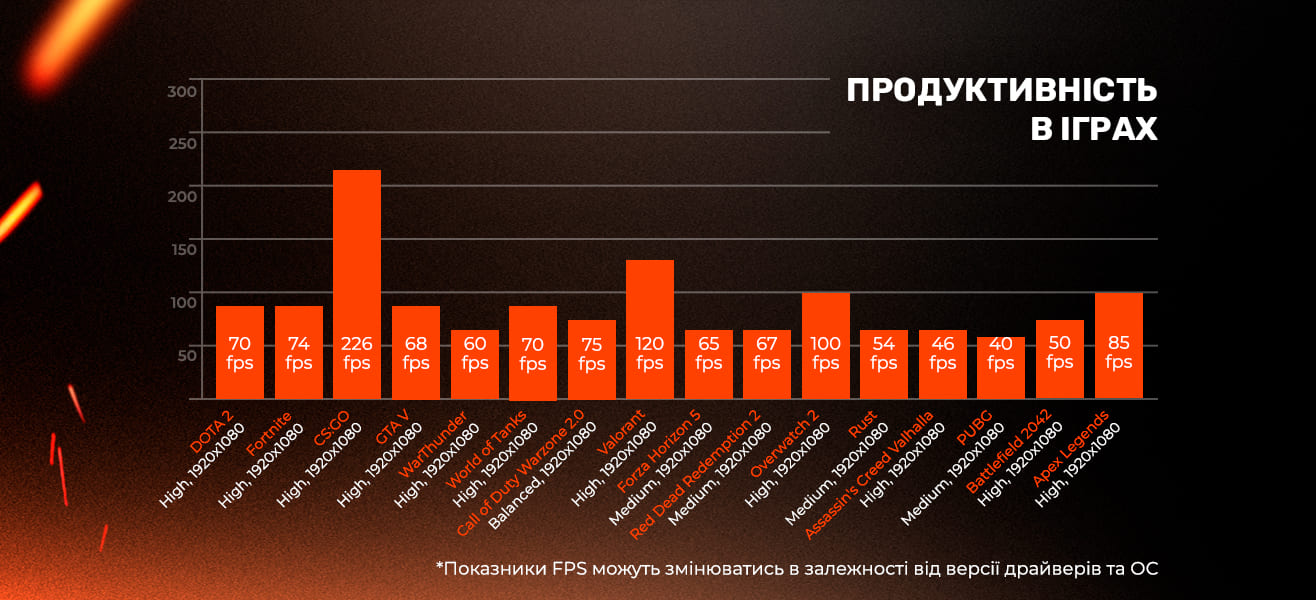 ПРОДУКТИВНІСТЬ
В ІГРАХ
300
250
200
150
100
50
70
fps
74
fps
226
fps
68
fps
60
fps
70
fps
75
fps
120
fps
65
fps
67
fps
100
fps
54
fps
46
fps
40
fps
50
fps
85
fps
DOTA 2
High, 1920x1080
Fortnite
High, 1920x1080
CS:GO
High, 1920x1080
GTA V
High, 1920x1080
WarThunder
High, 1920x1080
World of Tanks
High, 1920x1080
Call of Duty Warzone 2.0
Balanced, 1920x1080
Valorant
High, 1920x1080
Forza Horizon 5
Medium, 1920x1080
Red Dead Redemption 2
Medium, 1920x1080
Overwatch 2
High, 1920x1080
Rust
Medium, 1920x1080
Assassin's Creed Valhalla
High, 1920x1080
PUBG
Medium, 1920x1080
Battlefield 2042
High, 1920x1080
Apex Legends
High, 1920x1080
*Показники FPS можуть змінюватись в залежності від версії драйверів та ОС